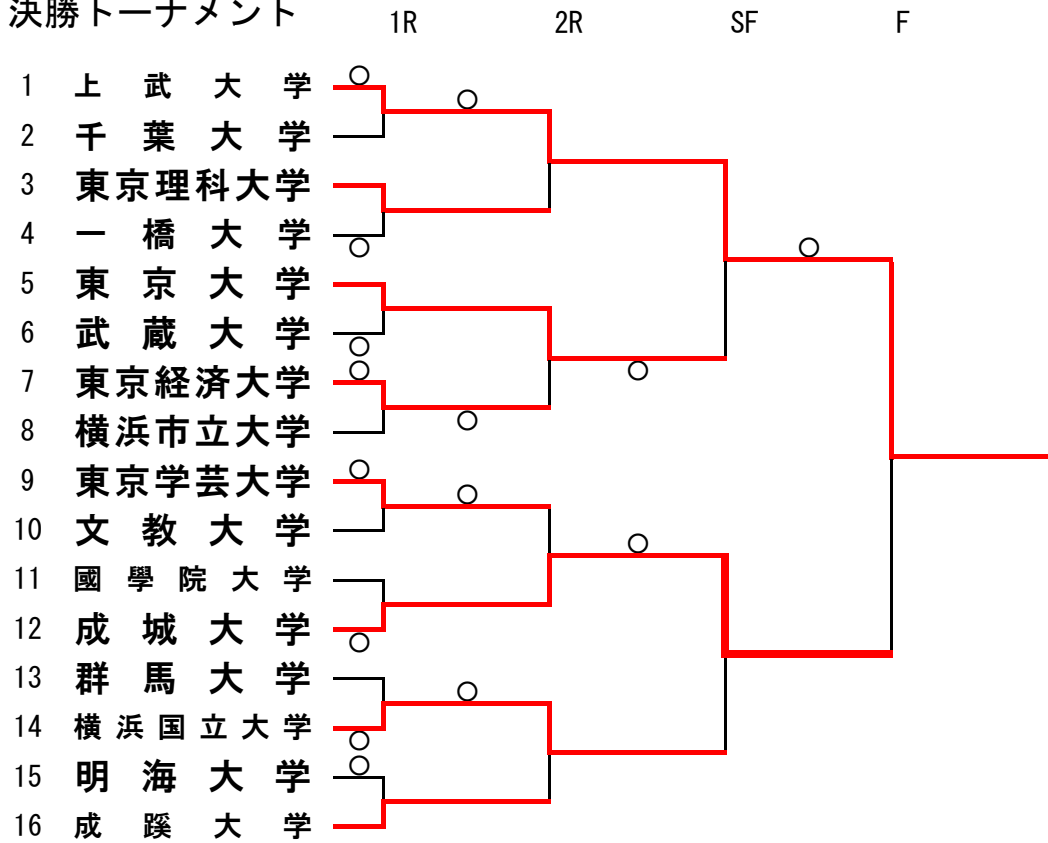 決勝トーナメント 1R 2R SF F
1 上武大学
2 千葉大学
3 東京理科大学
4 一橋大学
5 東京大学
6 武蔵大学
7 東京経済大学
8 横浜市立大学
9 東京学芸大学
10 文教大学
11 國學院大学
12 成城大学
13 群馬大学
14 横浜国立大学
15 明海大学
16 成蹊大学